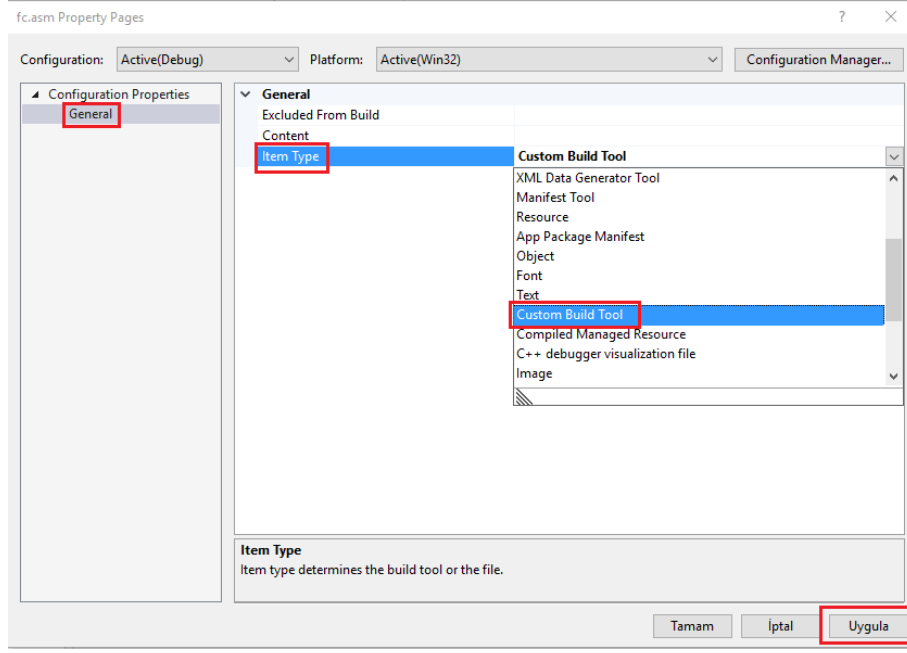 fc.asm Property Pages
?
Configuration: Active(Debug) Platform: Active(Win32) Configuration Manager...
Configuration Properties
General
General
Excluded From Build
Content
Item Type Custom Build Tool
XML Data Generator Tool
Manifest Tool
Resource
App Package Manifest
Object
Font
Text
Custom Build Tool
Compiled Managed Resource
C++ debugger visualization file
Image
Item Type
Item type determines the build tool or the file.
Tamam İptal Uygula